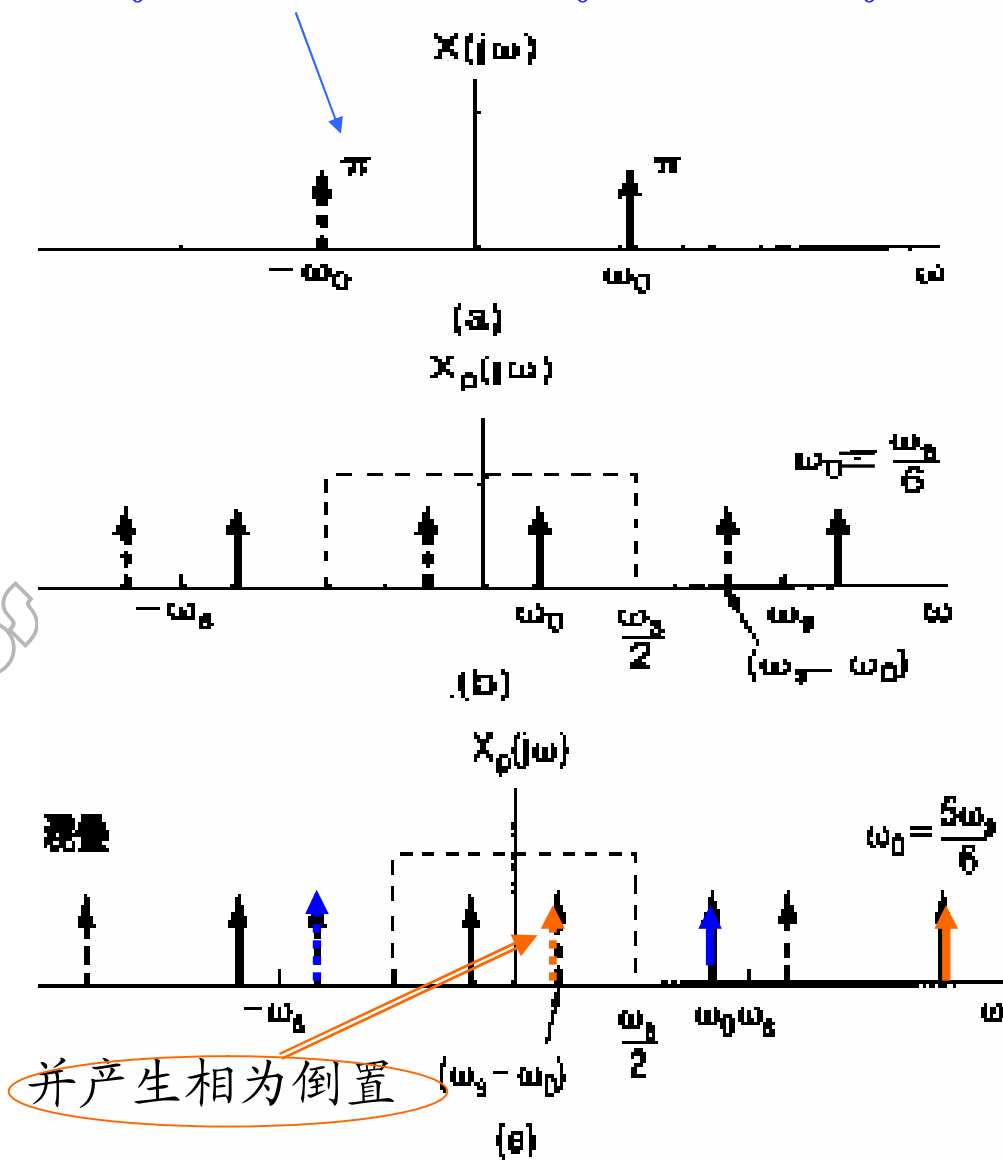 X(jω)
π π
−ω₀ ω₀ ω
(a)
Xₚ(jω)
ω₀ = ωₛ/6
−ωₛ ω₀ ωₛ/2 ωₛ ω
(ωₛ − ω₀)
(b)
Xₚ(jω)
ω₀ = 5ωₛ/6
−ωₛ ωₛ/2 ω₀ ωₛ ω
并产生相为倒置
(ωₛ − ω₀)